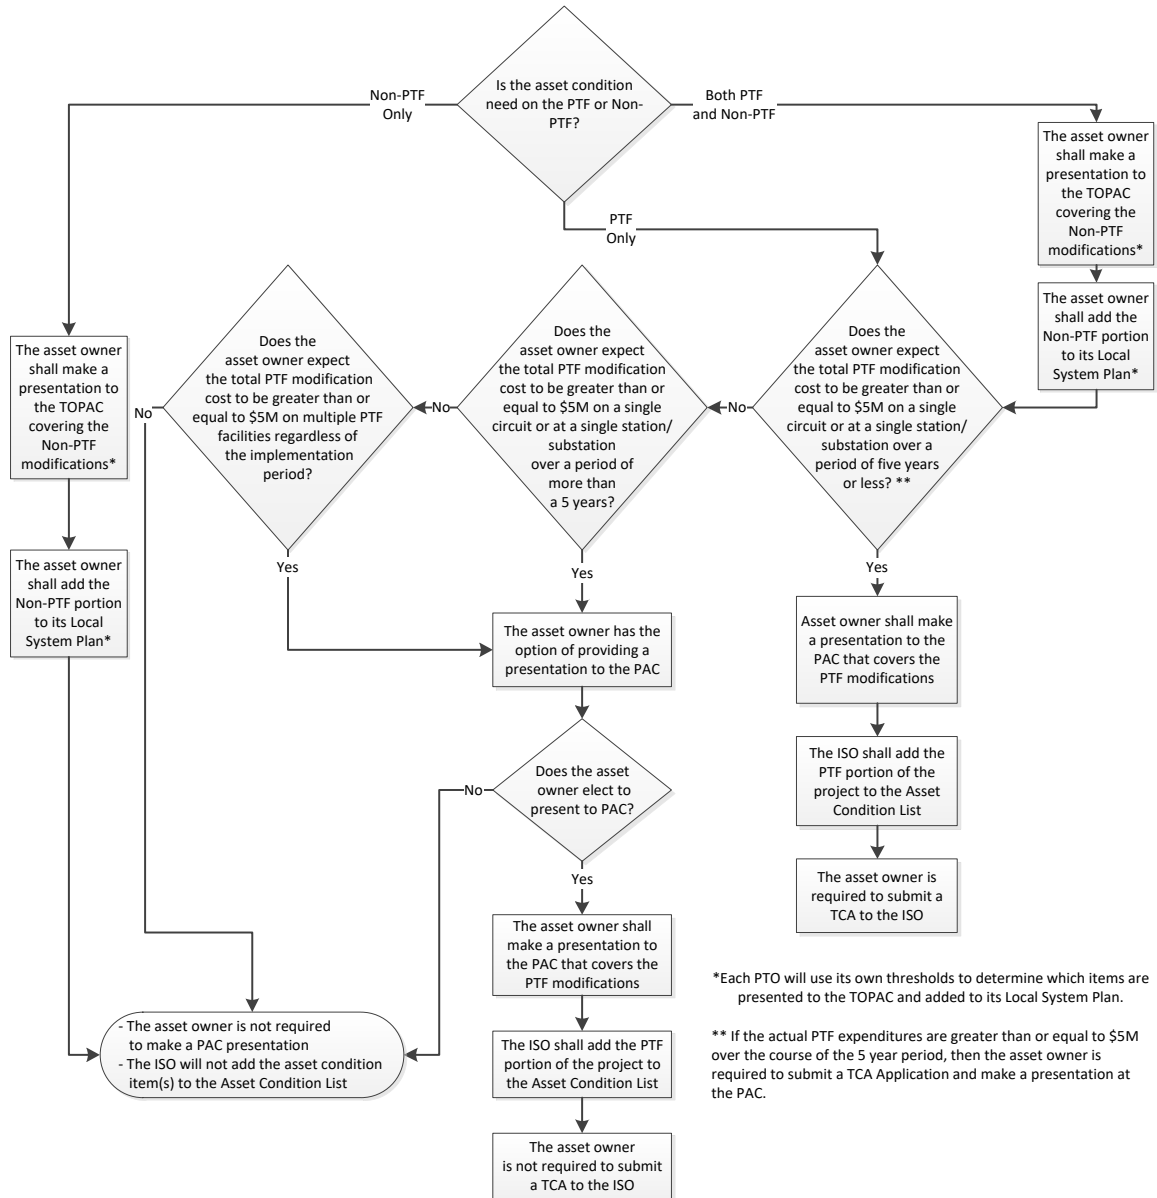 Is the asset condition
need on the PTF or Non-
PTF?
Non-PTF
Only
Both PTF
and Non-PTF
PTF
Only
The asset owner
shall make a
presentation to
the TOPAC
covering the
Non-PTF
modifications*
The asset owner
shall add the
Non-PTF portion
to its Local
System Plan*
Does the
asset owner expect
the total PTF modification
cost to be greater than or
equal to $5M on a single
circuit or at a single station/
substation over a
period of five years
or less? **
No
Does the
asset owner expect
the total PTF modification
cost to be greater than or
equal to $5M on a single
circuit or at a single station/
substation
over a period of
more than
a 5 years?
No
Does the
asset owner expect
the total PTF modification
cost to be greater than or
equal to $5M on multiple PTF
facilities regardless of
the implementation
period?
No
The asset owner
shall make a
presentation to
the TOPAC
covering the
Non-PTF
modifications*
The asset owner
shall add the
Non-PTF portion
to its Local
System Plan*
Yes
Yes
Yes
The asset owner has the
option of providing a
presentation to the PAC
Asset owner shall make
a presentation to the
PAC that covers the
PTF modifications
The ISO shall add the
PTF portion of the
project to the Asset
Condition List
The asset owner is
required to submit a
TCA to the ISO
Does the asset
owner elect to
present to PAC?
No
Yes
The asset owner shall
make a presentation to
the PAC that covers the
PTF modifications
The ISO shall add the PTF
portion of the project to
the Asset Condition List
The asset owner
is not required to submit
a TCA to the ISO
- The asset owner is not required
to make a PAC presentation
- The ISO will not add the asset condition
item(s) to the Asset Condition List
*Each PTO will use its own thresholds to determine which items are
presented to the TOPAC and added to its Local System Plan.
** If the actual PTF expenditures are greater than or equal to $5M
over the course of the 5 year period, then the asset owner is
required to submit a TCA Application and make a presentation at
the PAC.